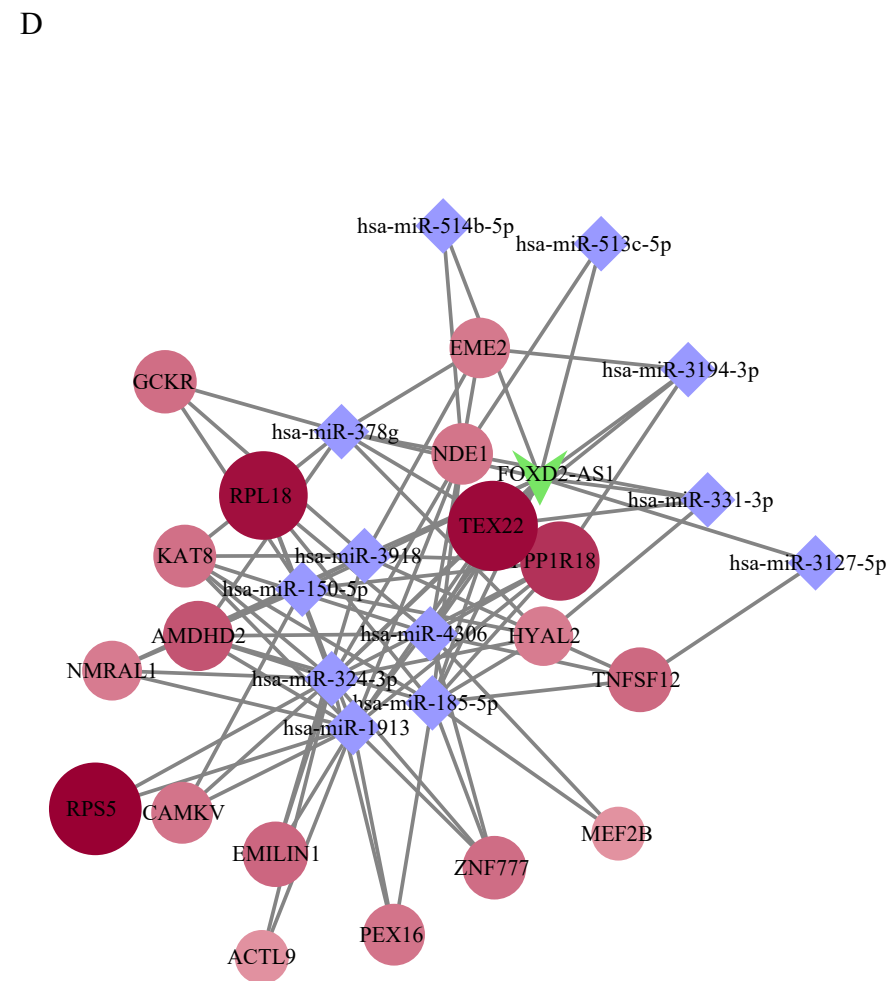 D
hsa-miR-514b-5p
hsa-miR-513c-5p
EME2
hsa-miR-3194-3p
GCKR
hsa-miR-378g
NDE1
FOXD2-AS1
RPL18
hsa-miR-331-3p
TEX22
hsa-miR-3918
KAT8
PPP1R18
hsa-miR-3127-5p
hsa-miR-150-5p
AMDHD2
hsa-miR-4306
HYAL2
NMRAL1
hsa-miR-324-3p
TNFSF12
hsa-miR-185-5p
hsa-miR-1913
RPS5
CAMKV
MEF2B
EMILIN1
ZNF777
PEX16
ACTL9